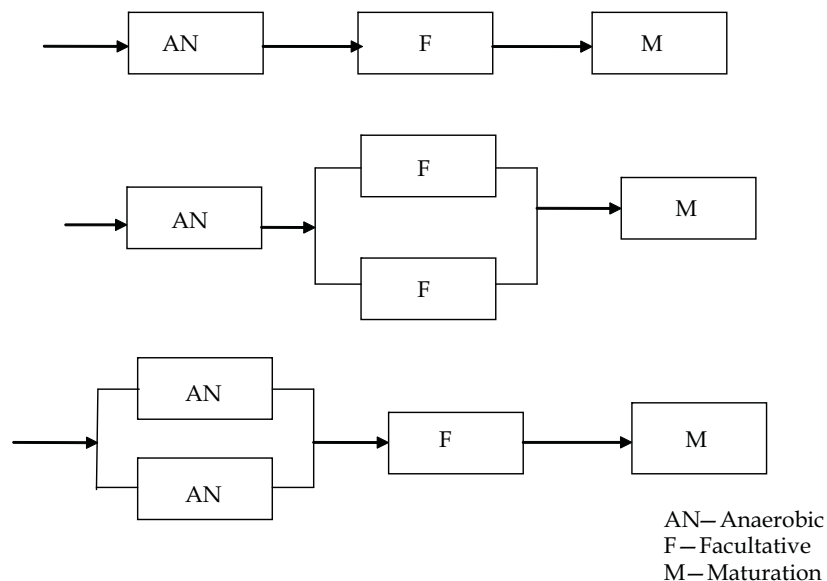 AN F M
F
AN M
F
AN
F M
AN
AN—Anaerobic
F—Facultative
M—Maturation